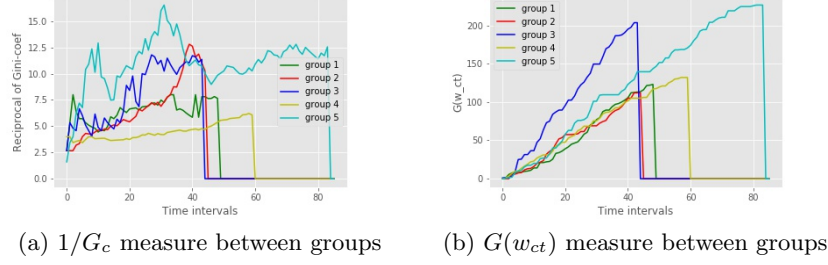 Reciprocal of Gini-coef
15.0
12.5
10.0
7.5
5.0
2.5
0.0
group 1
group 2
group 3
group 4
group 5
0 20 40 60 80
Time intervals
(a) 1/G_c measure between groups
G(w_ct)
200
150
100
50
0
group 1
group 2
group 3
group 4
group 5
0 20 40 60 80
Time intervals
(b) G(w_{ct}) measure between groups